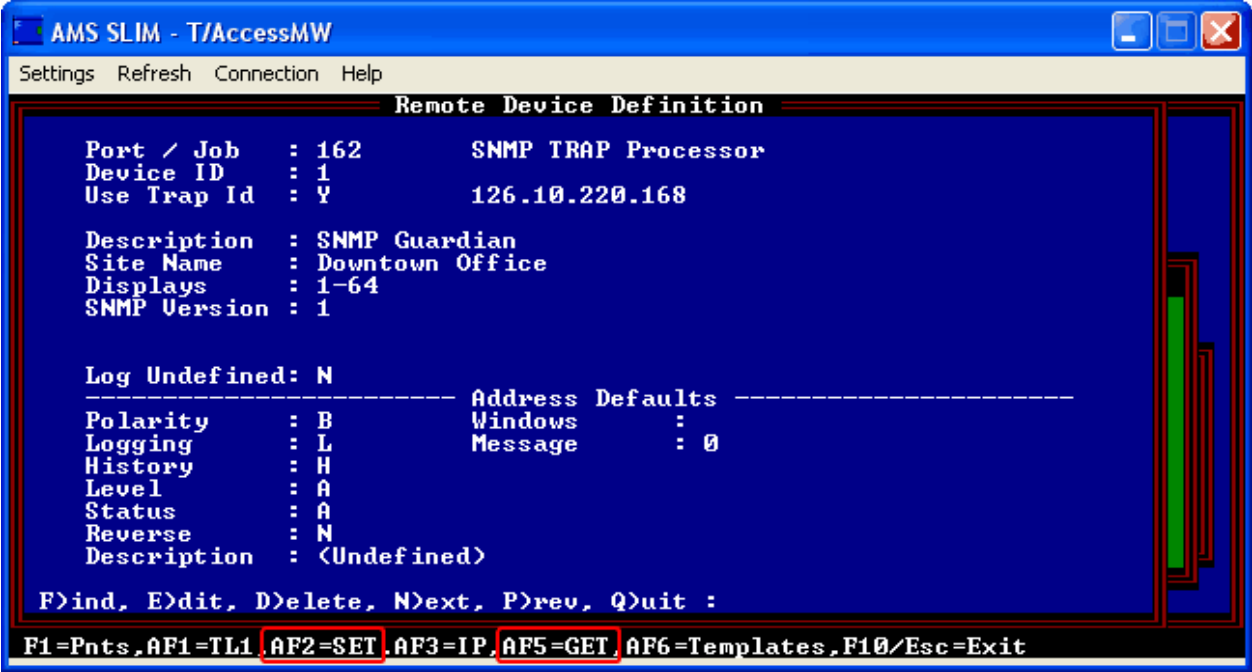 AMS SLIM - T/AccessMW
Settings Refresh Connection Help
Remote Device Definition
Port / Job : 162 SNMP TRAP Processor
Device ID : 1
Use Trap Id : Y 126.10.220.168
Description : SNMP Guardian
Site Name : Downtown Office
Displays : 1-64
SNMP Version : 1
Log Undefined: N
------------------------ Address Defaults ----------------------
Polarity : B Windows :
Logging : L Message : 0
History : H
Level : A
Status : A
Reverse : N
Description : <Undefined>
F)ind, E)dit, D)elete, N)ext, P)rev, Q)uit :
F1=Pnts,AF1=TL1,AF2=SET,AF3=IP,AF5=GET,AF6=Templates,F10/Esc=Exit